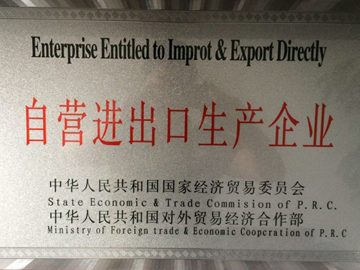 Enterprise Entitled to Improt & Export Directly
自营进出口生产企业
中华人民共和国国家经济贸易委员会
State Economic & Trade Commision of P.R.C.
中华人民共和国对外贸易经济合作部
Ministry of Foreign trade & Economic Coopcration of P.R.C